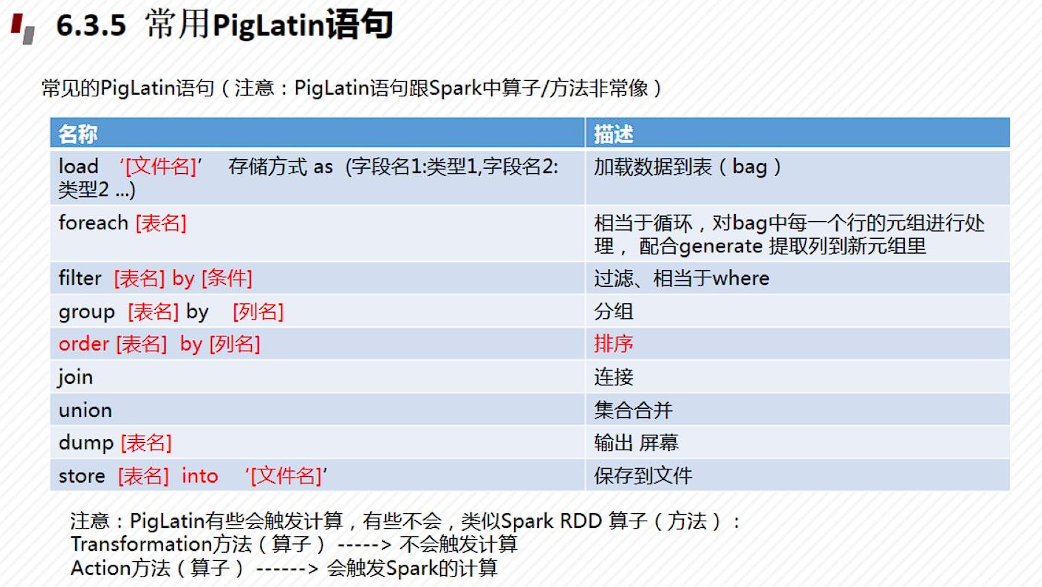 6.3.5 常用PigLatin语句
常见的PigLatin语句（注意：PigLatin语句跟Spark中算子/方法非常像）
名称 描述
load ‘[文件名]’ 存储方式 as (字段名1:类型1,字段名2:
类型2 ...) 加载数据到表（bag）
foreach [表名] 相当于循环，对bag中每一个行的元组进行处
理， 配合generate 提取列到新元组里
filter [表名] by [条件] 过滤、相当于where
group [表名] by [列名] 分组
order [表名] by [列名] 排序
join 连接
union 集合合并
dump [表名] 输出 屏幕
store [表名] into ‘[文件名]’ 保存到文件
注意：PigLatin有些会触发计算，有些不会，类似Spark RDD 算子（方法）：
Transformation方法（算子） -----> 不会触发计算
Action方法（算子） ------> 会触发Spark的计算